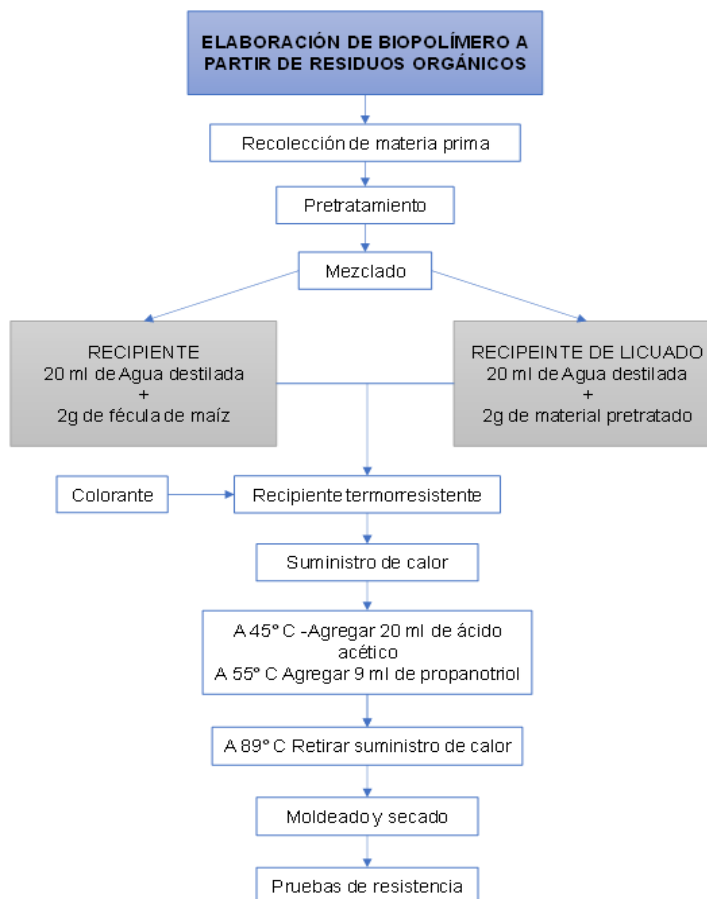 ELABORACIÓN DE BIOPOLÍMERO A
PARTIR DE RESIDUOS ORGÁNICOS
Recolección de materia prima
Pretratamiento
Mezclado
RECIPIENTE
20 ml de Agua destilada
+
2g de fécula de maíz
RECIPEINTE DE LICUADO
20 ml de Agua destilada
+
2g de material pretratado
Colorante
Recipiente termorresistente
Suministro de calor
A 45° C -Agregar 20 ml de ácido
acético
A 55° C Agregar 9 ml de propanotriol
A 89° C Retirar suministro de calor
Moldeado y secado
Pruebas de resistencia